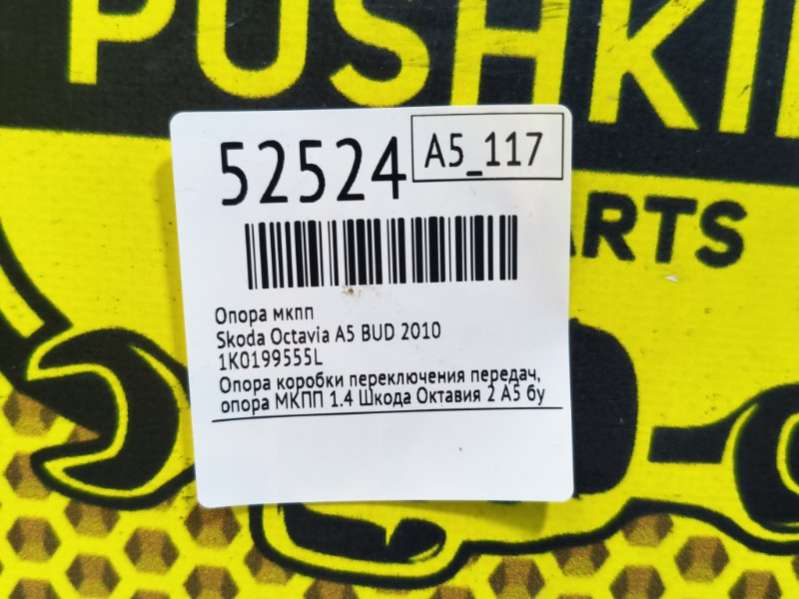 PUSHKI
ARTS
52524
A5_117
Опора мкпп
Skoda Octavia A5 BUD 2010
1K0199555L
Опора коробки переключения передач,
опора МКПП 1.4 Шкода Октавия 2 А5 бу